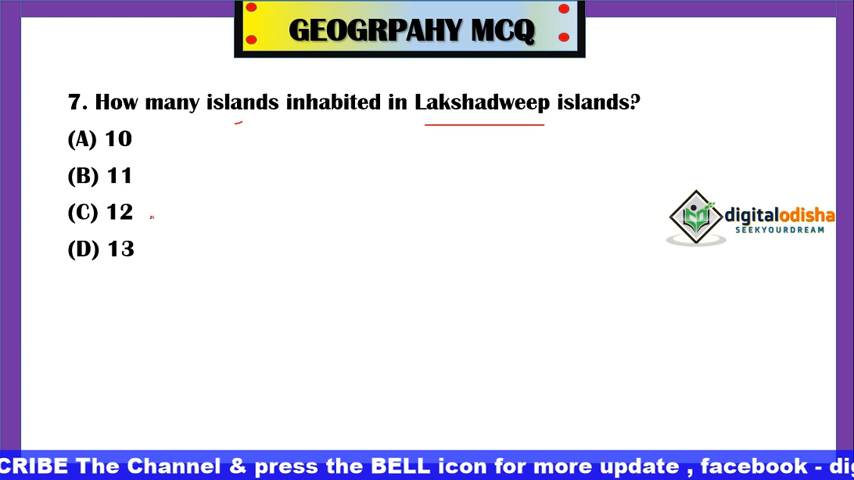 GEOGRPAHY MCQ
7. How many islands inhabited in Lakshadweep islands?
(A) 10
(B) 11
(C) 12
(D) 13
digitalodisha
SEEKYOURDREAM
CRIBE The Channel & press the BELL icon for more update , facebook - dig